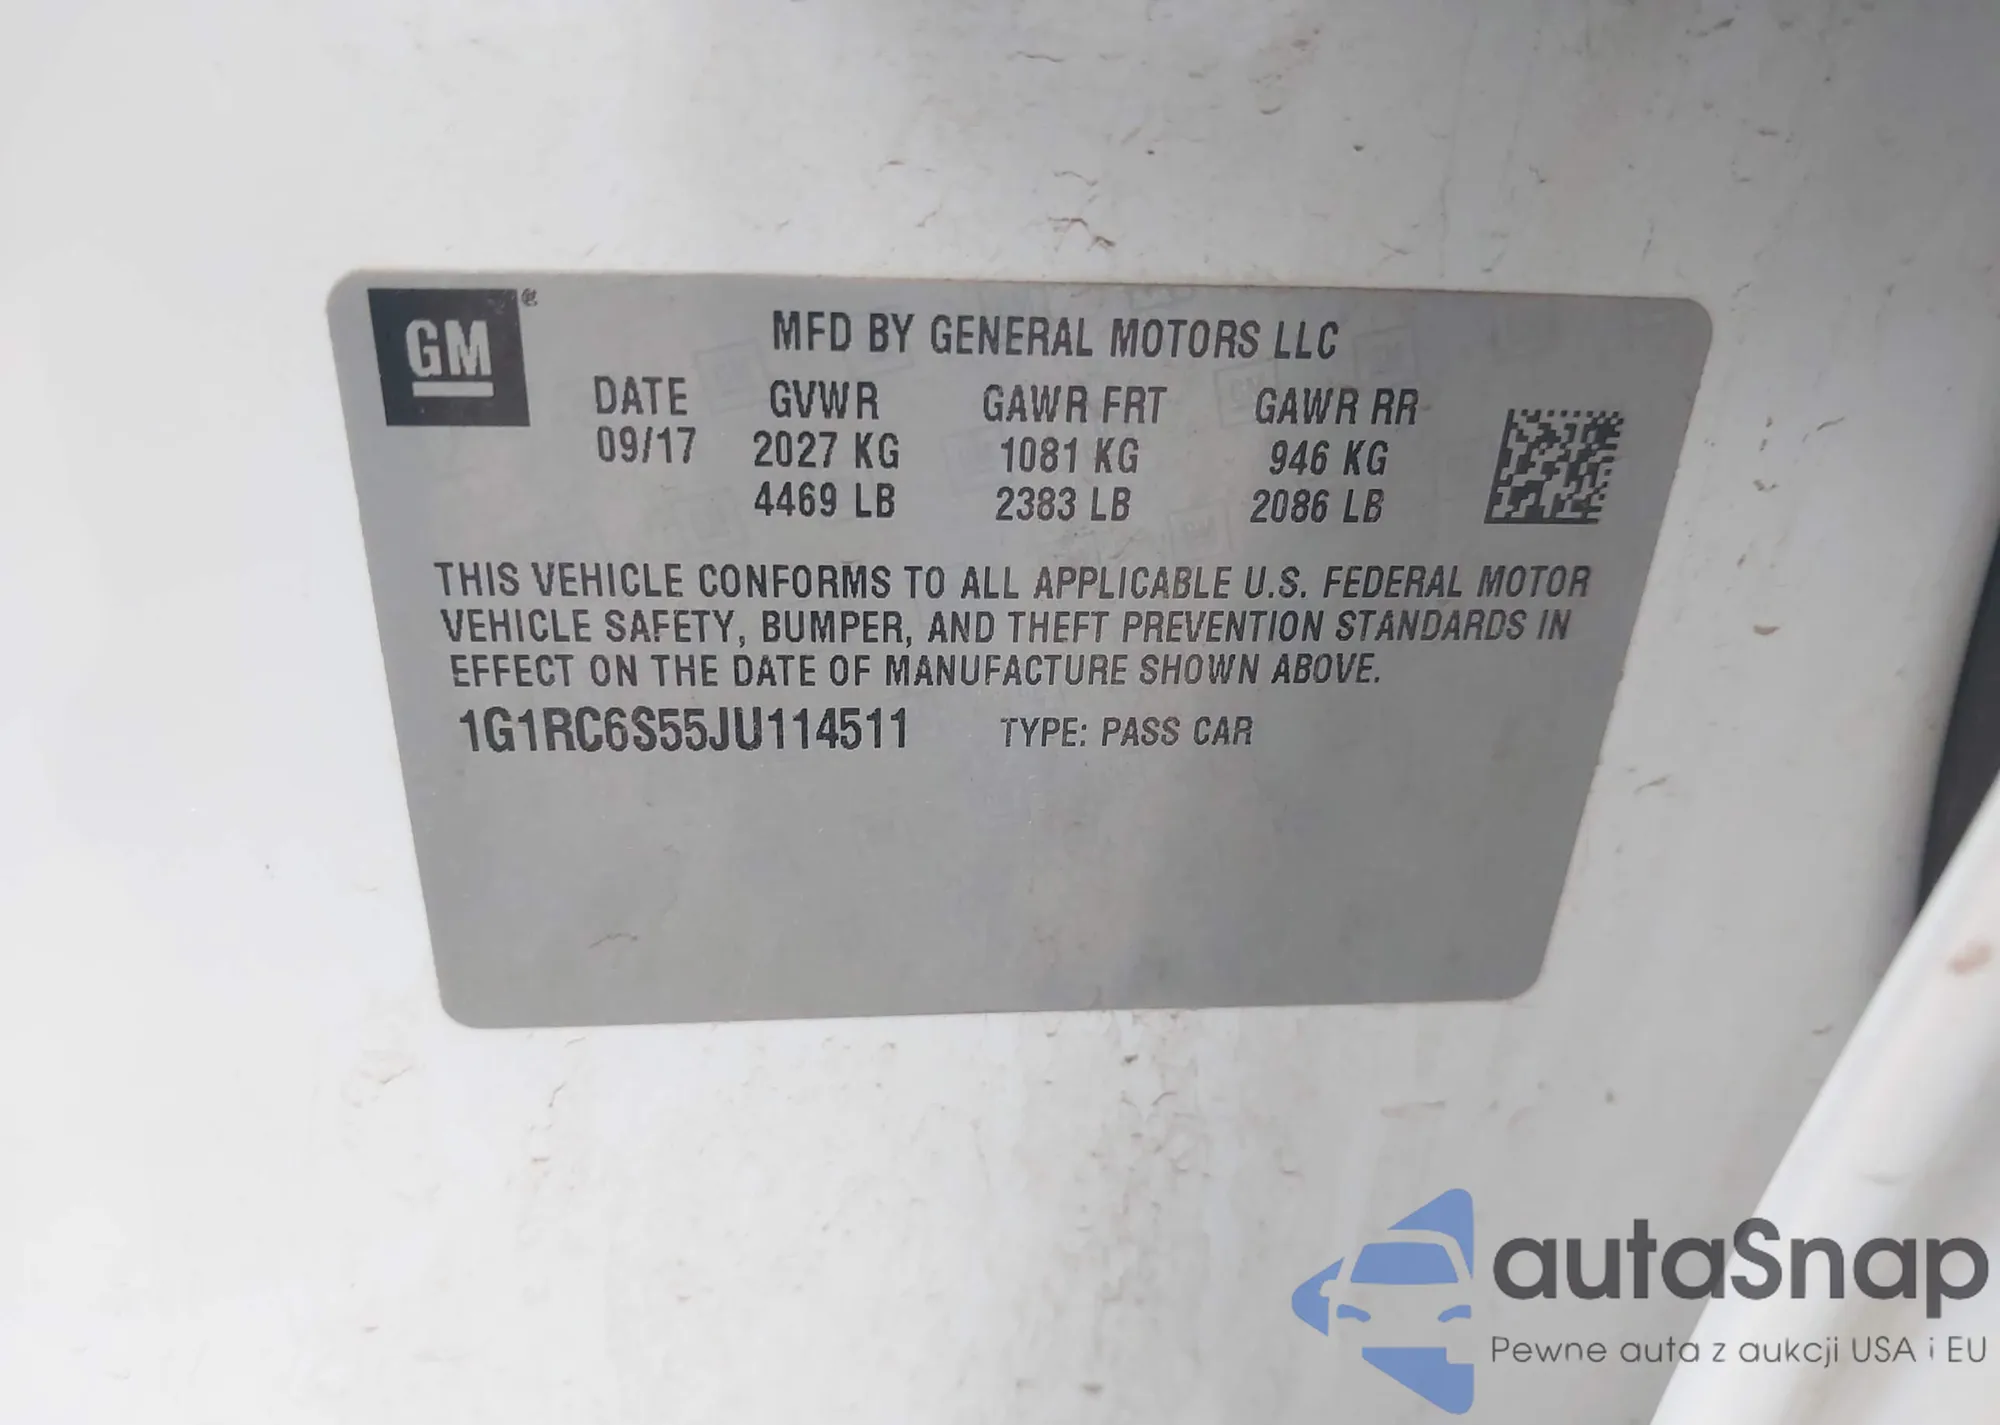 GM
MFD BY GENERAL MOTORS LLC
DATE GVWR GAWR FRT GAWR RR
09/17 2027 KG 1081 KG 946 KG
4469 LB 2383 LB 2086 LB
THIS VEHICLE CONFORMS TO ALL APPLICABLE U.S. FEDERAL MOTOR
VEHICLE SAFETY, BUMPER, AND THEFT PREVENTION STANDARDS IN
EFFECT ON THE DATE OF MANUFACTURE SHOWN ABOVE.
1G1RC6S55JU114511 TYPE: PASS CAR
autaSnap
Pewne auta z aukcji USA i EU